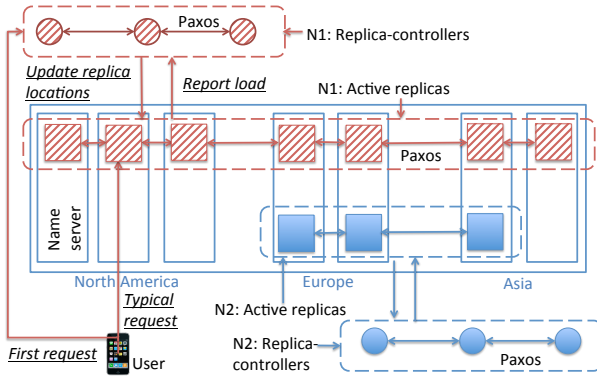 Paxos
N1: Replica-controllers
Update replica
locations
Report load
N1: Active replicas
Paxos
Name
server
North America
Europe
Asia
Typical
request
N2: Active replicas
First request
User
N2: Replica-
controllers
Paxos